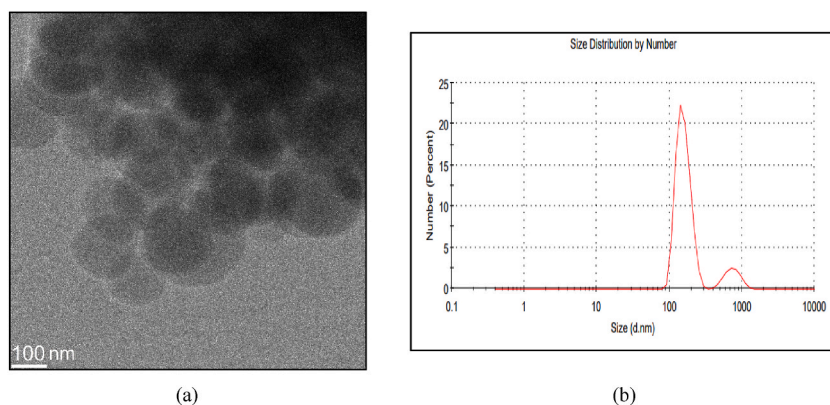 100 nm
(a)
Size Distribution by Number
Number (Percent)
25
20
15
10
5
0
0.1 1 10 100 1000 10000
Size (d.nm)
(b)